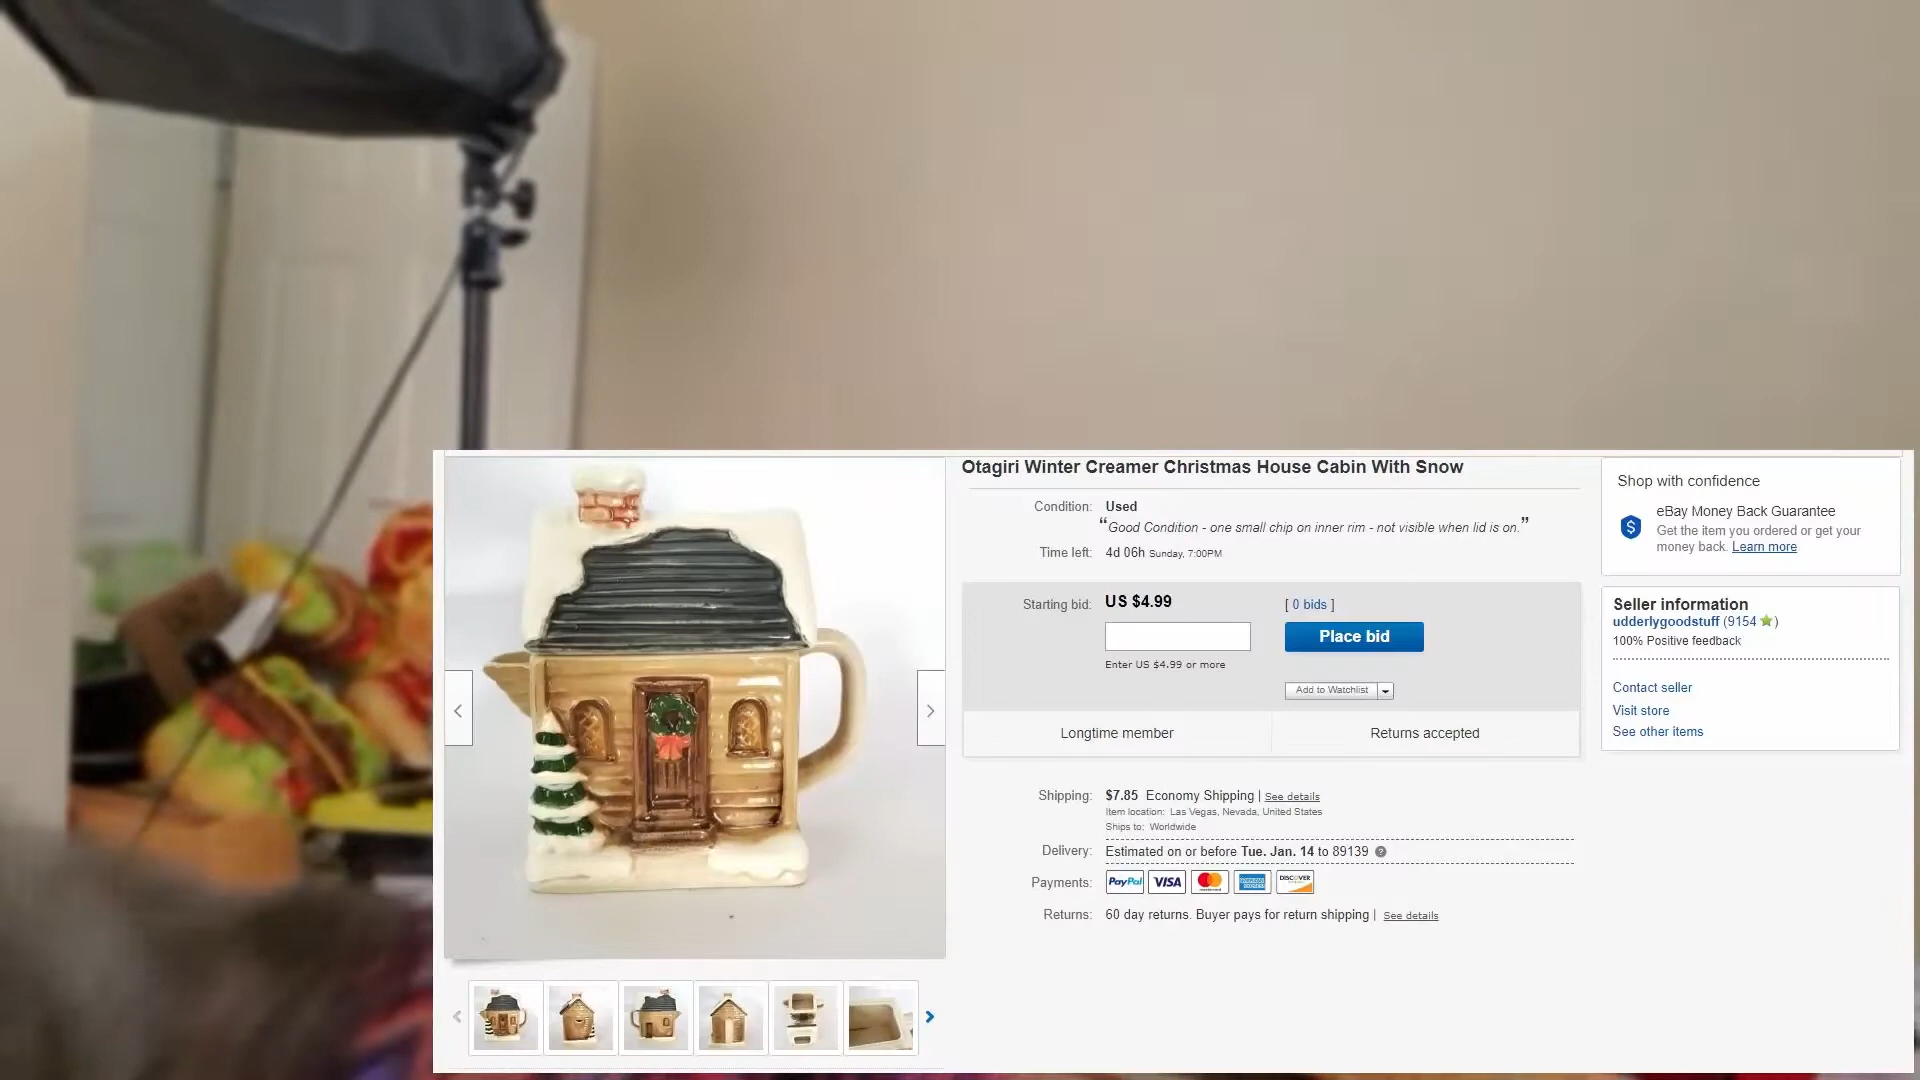 Otagiri Winter Creamer Christmas House Cabin With Snow
Condition: Used
“Good Condition - one small chip on inner rim - not visible when lid is on.”
Time left: 4d 06h Sunday, 7:00PM
Starting bid: US $4.99 [ 0 bids ]
Place bid
Enter US $4.99 or more
Add to Watchlist
Longtime member Returns accepted
Shipping: $7.85 Economy Shipping | See details
Item location: Las Vegas, Nevada, United States
Ships to: Worldwide
Delivery: Estimated on or before Tue. Jan. 14 to 89139
Payments: PayPal VISA mastercard AMERICAN EXPRESS DISCOVER
Returns: 60 day returns. Buyer pays for return shipping | See details
Shop with confidence
eBay Money Back Guarantee
Get the item you ordered or get your
money back. Learn more
Seller information
udderlygoodstuff (9154)
100% Positive feedback
Contact seller
Visit store
See other items